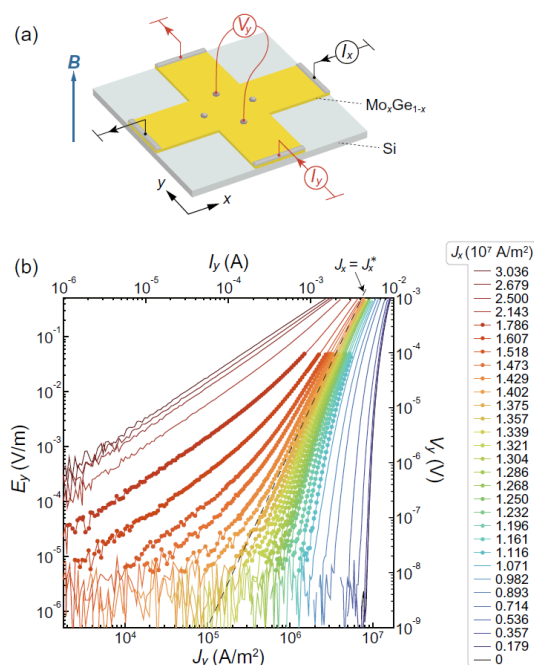 (a)
B
V_y
I_x
Mo_xGe_{1-x}
Si
I_y
y
x
(b)
I_y (A)
J_x = J_x^*
10^{-6} 10^{-5} 10^{-4} 10^{-3} 10^{-2}
E_y (V/m)
10^{-1}
10^{-2}
10^{-3}
10^{-4}
10^{-5}
10^{-6}
10^{-3}
10^{-4}
10^{-5}
10^{-6}
10^{-7}
10^{-8}
10^{-9}
V_y (V)
10^4 10^5 10^6 10^7
J_y (A/m^2)
J_x (10^7 A/m^2)
3.036
2.679
2.500
2.143
1.786
1.607
1.518
1.473
1.429
1.402
1.375
1.357
1.339
1.321
1.304
1.286
1.268
1.250
1.232
1.196
1.161
1.116
1.071
0.982
0.893
0.714
0.536
0.357
0.179
0